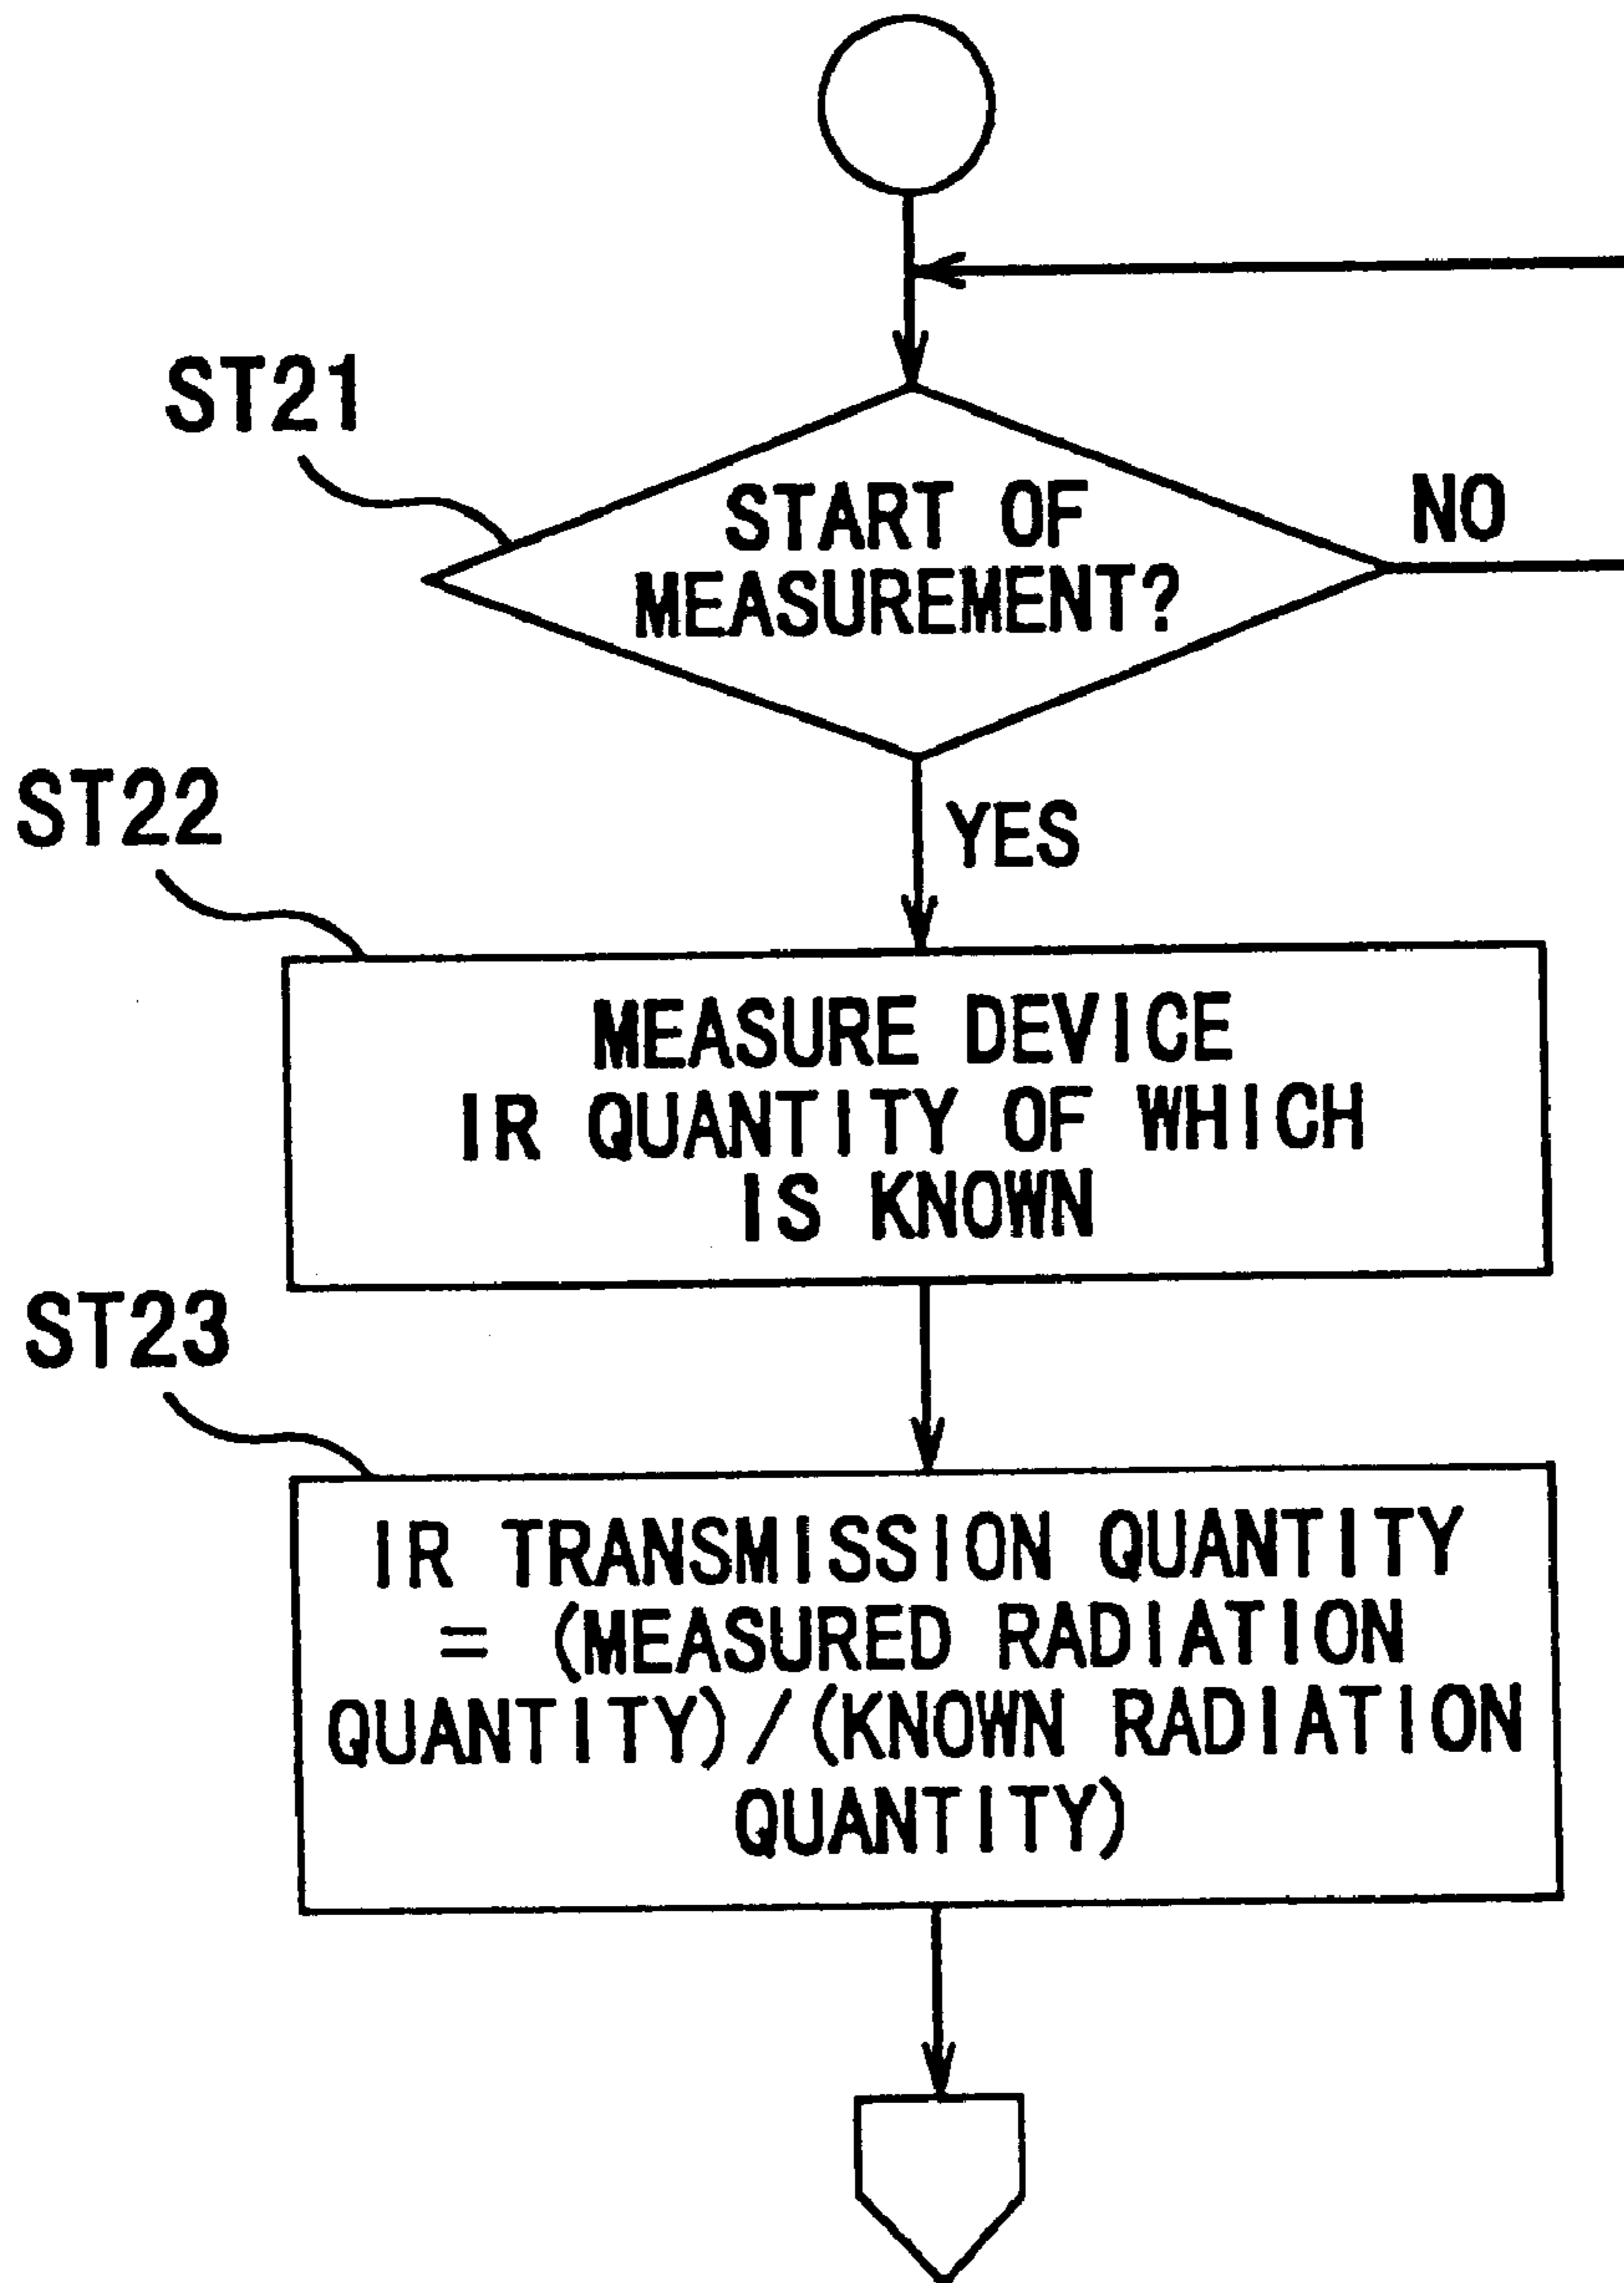 ST21
START OF
MEASUREMENT?
NO
YES
ST22
MEASURE DEVICE
IR QUANTITY OF WHICH
IS KNOWN
ST23
IR TRANSMISSION QUANTITY
= (MEASURED RADIATION
QUANTITY)/(KNOWN RADIATION
QUANTITY)